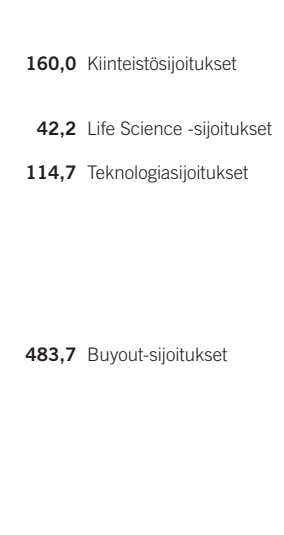 160,0 Kiinteistösijoitukset
42,2 Life Science -sijoitukset
114,7 Teknologiasijoitukset
483,7 Buyout-sijoitukset